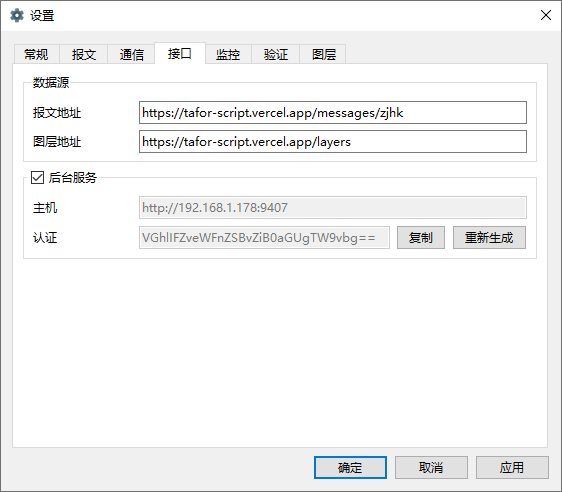 设置
常规 报文 通信 接口 监控 验证 图层
数据源
报文地址 https://tafor-script.vercel.app/messages/zjhk
图层地址 https://tafor-script.vercel.app/layers
后台服务
主机 http://192.168.1.178:9407
认证 VGhlIFZveWFnZSBvZiB0aGUgTW9vbg== 复制 重新生成
确定 取消 应用